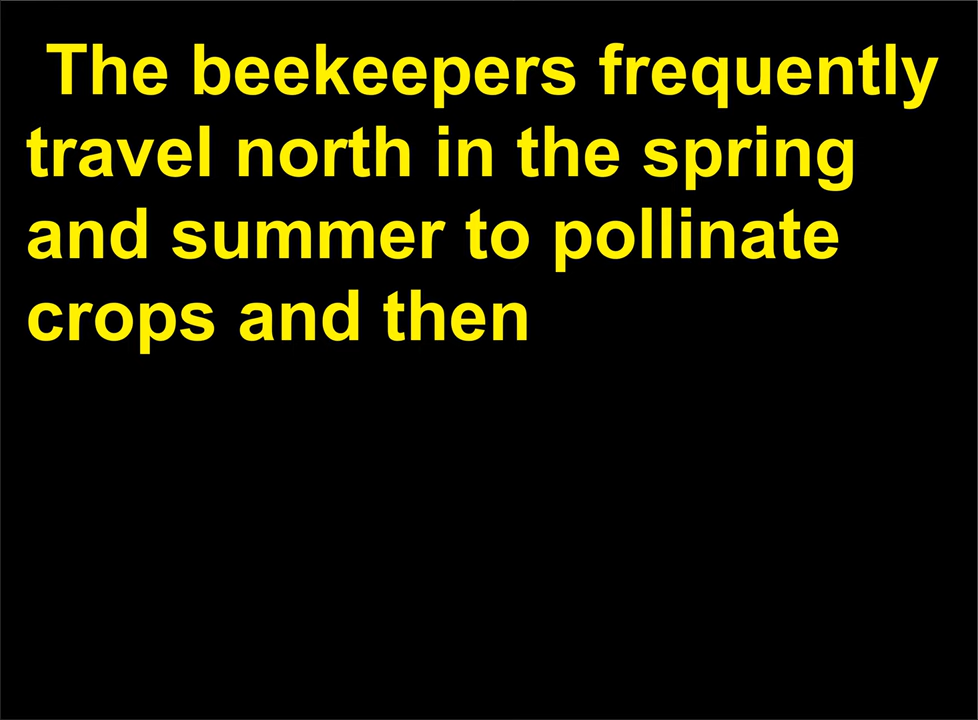 The beekeepers frequently
travel north in the spring
and summer to pollinate
crops and then